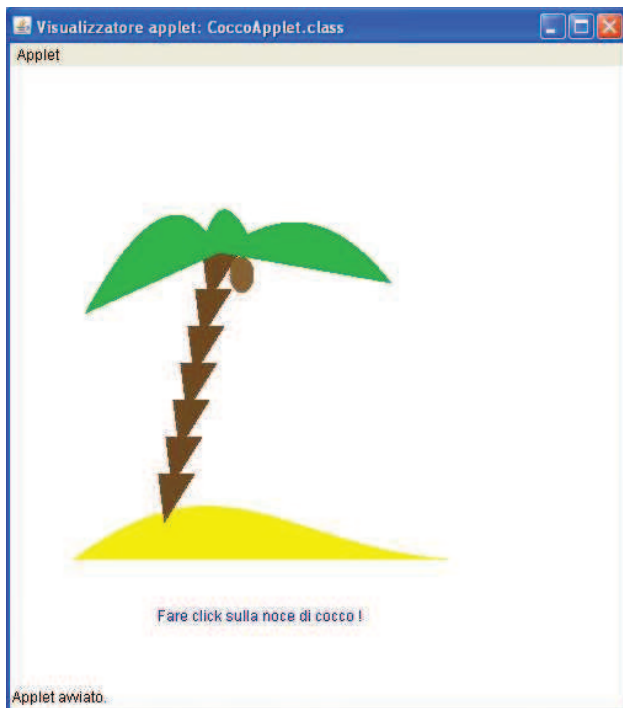 Visualizzatore applet: CoccoApplet.class
Applet
Fare click sulla noce di cocco !
Applet avviato.